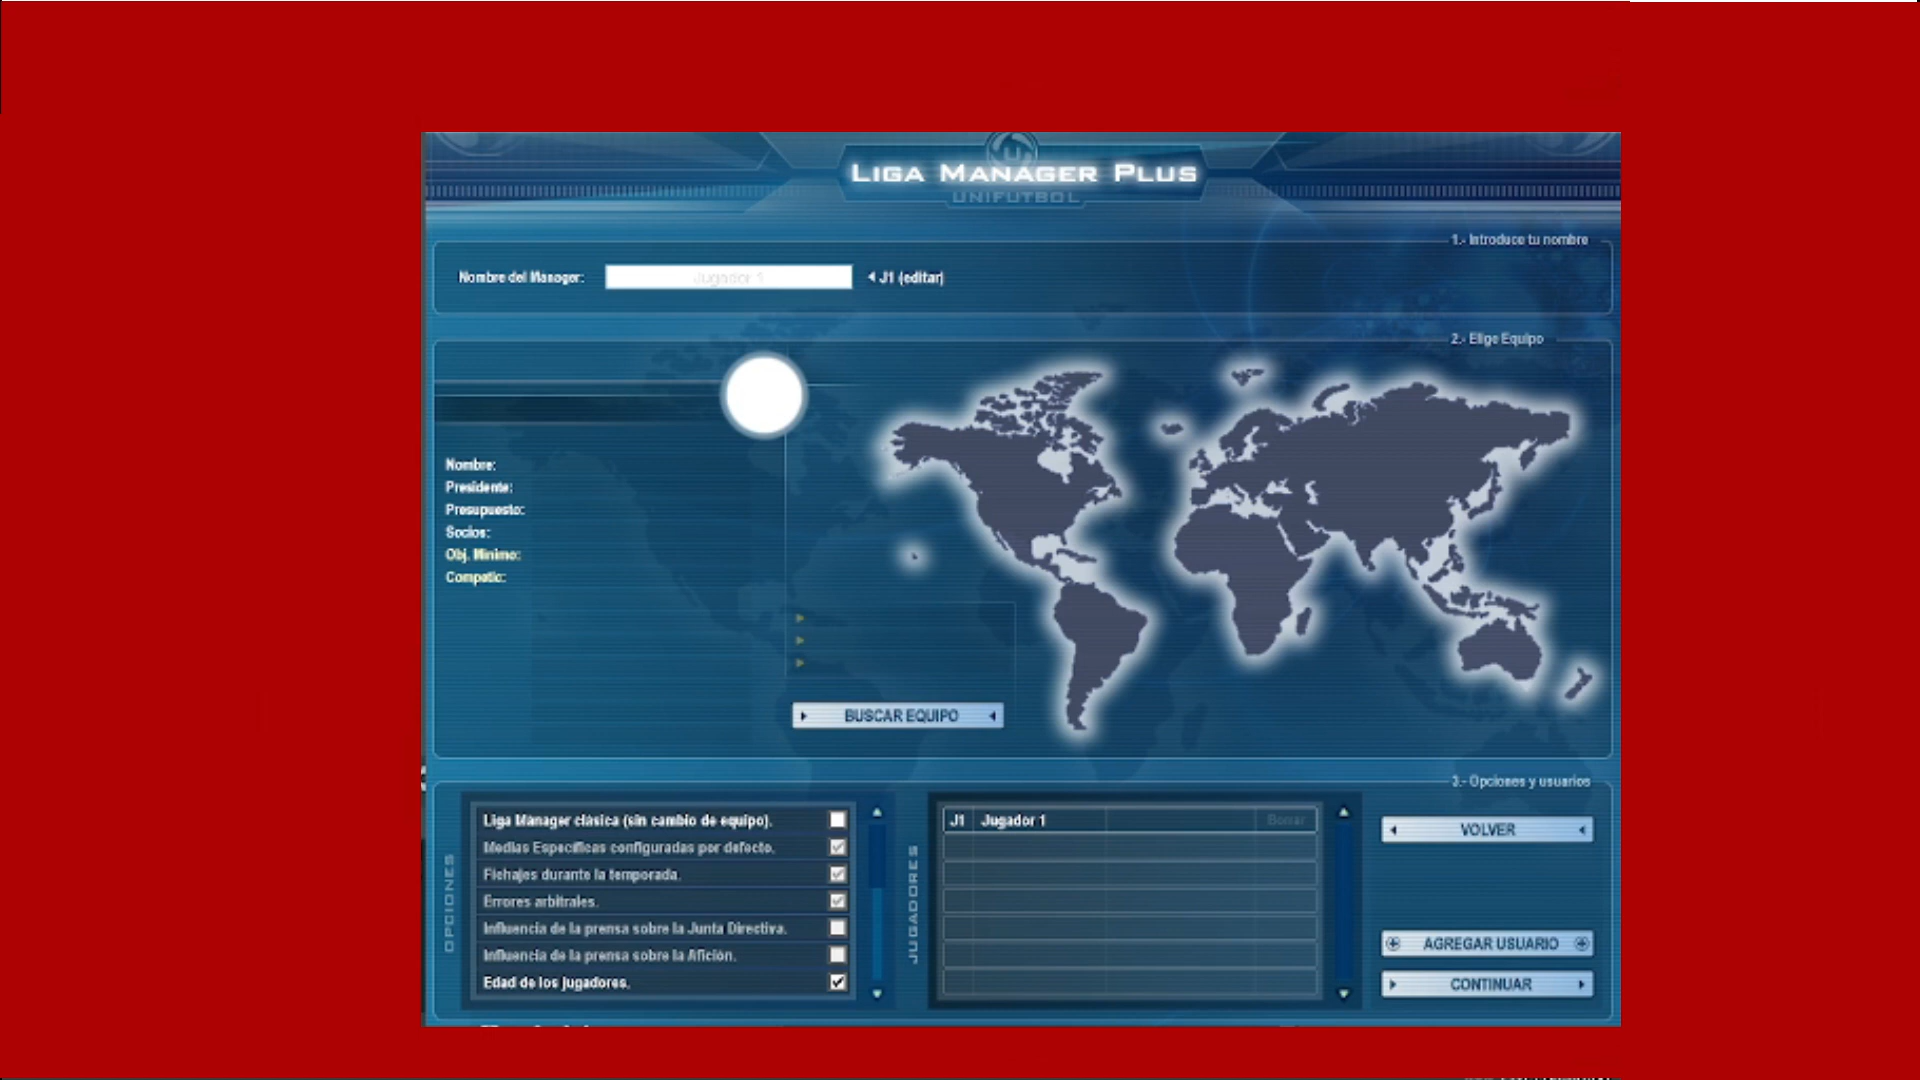 LIGA MANAGER PLUS
UNIFUTBOL
1.- Introduce tu nombre
Nombre del Manager:
Jugador 1
J1 (editar)
2.- Elige Equipo
Nombre:
Presidente:
Presupuesto:
Socios:
Obj. Mínimo:
Competic:
BUSCAR EQUIPO
3.- Opciones y usuarios
OPCIONES
Liga Manager clásica (sin cambio de equipo).
Medias Específicas configuradas por defecto.
Fichajes durante la temporada.
Errores arbitrales.
Influencia de la prensa sobre la Junta Directiva.
Influencia de la prensa sobre la Afición.
Edad de los jugadores.
JUGADORES
J1 Jugador 1 Borrar
VOLVER
AGREGAR USUARIO
CONTINUAR